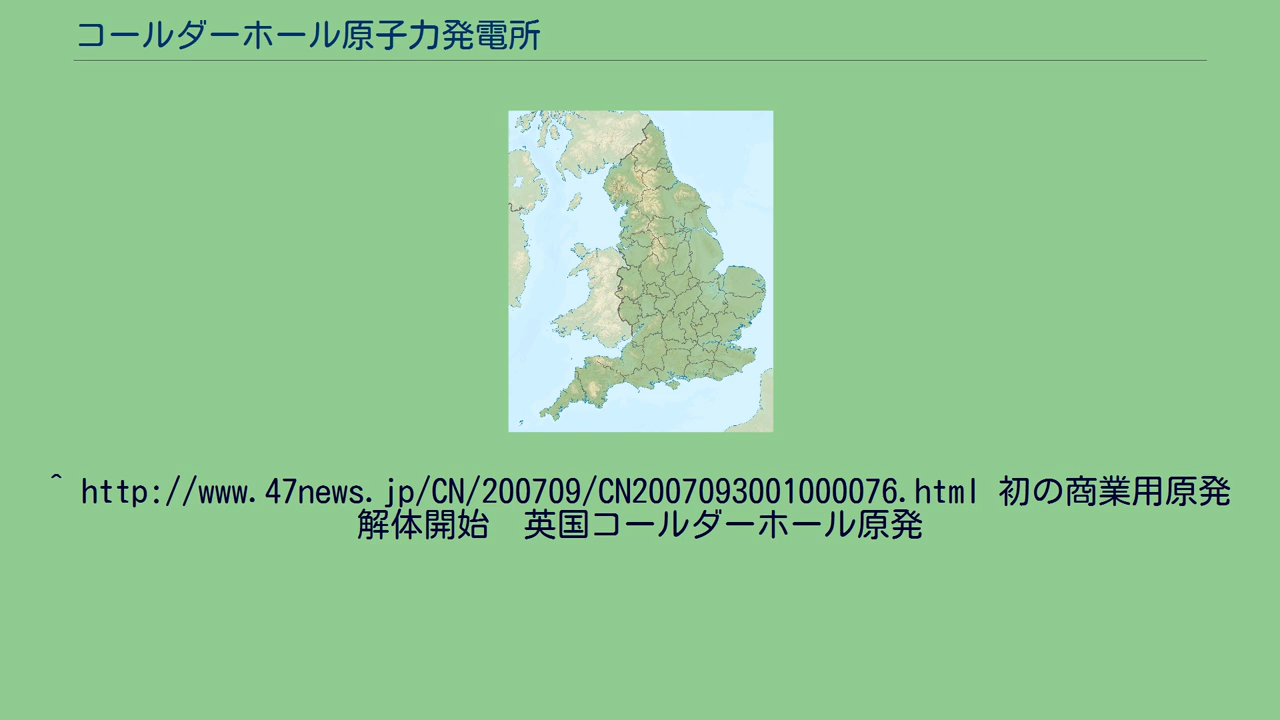 コールダーホール原子力発電所
^ http://www.47news.jp/CN/200709/CN2007093001000076.html 初の商業用原発
解体開始　英国コールダーホール原発